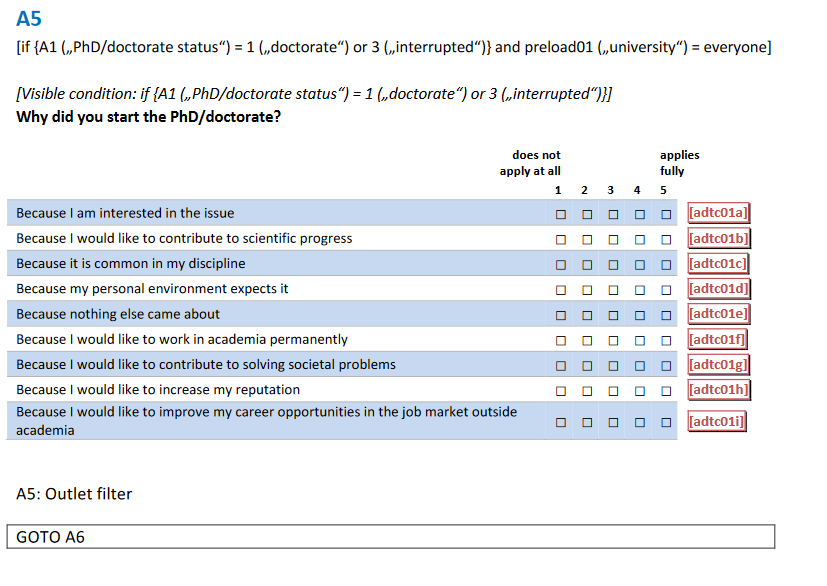 A5
[if {A1 („PhD/doctorate status“) = 1 („doctorate“) or 3 („interrupted“)} and preload01 („university“) = everyone]
[Visible condition: if {A1 („PhD/doctorate status“) = 1 („doctorate“) or 3 („interrupted“)}]
Why did you start the PhD/doctorate?
does not applies
apply at all fully
1 2 3 4 5
Because I am interested in the issue ☐ ☐ ☐ ☐ ☐ [adtc01a]
Because I would like to contribute to scientific progress ☐ ☐ ☐ ☐ ☐ [adtc01b]
Because it is common in my discipline ☐ ☐ ☐ ☐ ☐ [adtc01c]
Because my personal environment expects it ☐ ☐ ☐ ☐ ☐ [adtc01d]
Because nothing else came about ☐ ☐ ☐ ☐ ☐ [adtc01e]
Because I would like to work in academia permanently ☐ ☐ ☐ ☐ ☐ [adtc01f]
Because I would like to contribute to solving societal problems ☐ ☐ ☐ ☐ ☐ [adtc01g]
Because I would like to increase my reputation ☐ ☐ ☐ ☐ ☐ [adtc01h]
Because I would like to improve my career opportunities in the job market outside
academia ☐ ☐ ☐ ☐ ☐ [adtc01i]
A5: Outlet filter
GOTO A6